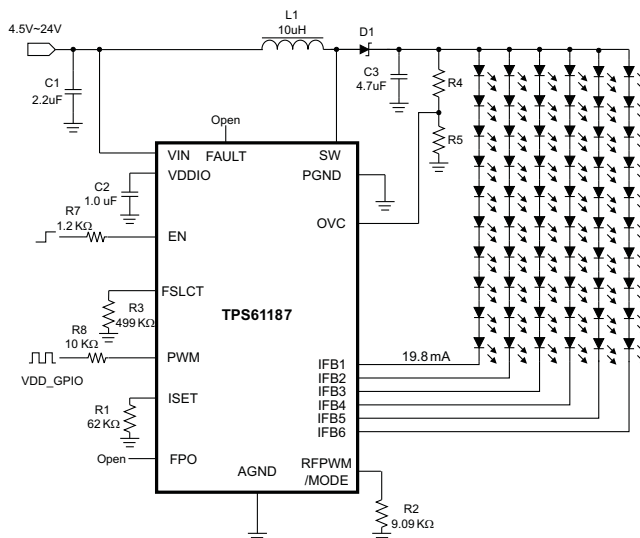 4.5V~24V
L1
10uH
D1
C1
2.2uF
C3
4.7uF
R4
R5
Open
VIN
FAULT
SW
VDDIO
PGND
C2
1.0 uF
R7
1.2 KΩ
EN
OVC
FSLCT
R3
499 KΩ
TPS61187
R8
10 KΩ
PWM
VDD_GPIO
ISET
R1
62 KΩ
Open
FPO
AGND
IFB1
19.8 mA
IFB2
IFB3
IFB4
IFB5
IFB6
RFPWM
/MODE
R2
9.09 KΩ